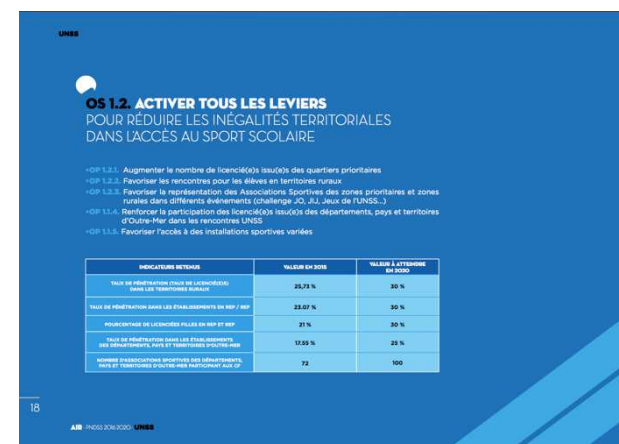 UNSS
OS 1.2. ACTIVER TOUS LES LEVIERS
POUR RÉDUIRE LES INÉGALITÉS TERRITORIALES
DANS L'ACCÈS AU SPORT SCOLAIRE
•OP 1.2.1. Augmenter le nombre de licencié(e)s issu(e)s des quartiers prioritaires
•OP 1.2.2. Favoriser les rencontres pour les élèves en territoires ruraux
•OP 1.2.3. Favoriser la représentation des Associations Sportives des zones prioritaires et zones
rurales dans différents événements (challenge JO, JIJ, Jeux de l'UNSS...)
•OP 1.1.4. Renforcer la participation des licencié(e)s issu(e)s des départements, pays et territoires
d'Outre-Mer dans les rencontres UNSS
•OP 1.1.5. Favoriser l'accès à des installations sportives variées
INDICATEURS RETENUS VALEUR EN 2015 VALEUR À ATTEINDRE
EN 2020
TAUX DE PÉNÉTRATION (TAUX DE LICENCIÉ(E)S)
DANS LES TERRITOIRES RURAUX 25,73 % 30 %
TAUX DE PÉNÉTRATION DANS LES ÉTABLISSEMENTS EN REP / REP 23.07 % 30 %
POURCENTAGE DE LICENCIÉES FILLES EN REP ET REP 21 % 30 %
TAUX DE PÉNÉTRATION DANS LES ÉTABLISSEMENTS
DES DÉPARTEMENTS, PAYS ET TERRITOIRES D'OUTRE-MER 17.55 % 25 %
NOMBRE D'ASSOCIATIONS SPORTIVES DES DÉPARTEMENTS,
PAYS ET TERRITOIRES D'OUTRE-MER PARTICIPANT AUX CF 72 100
18
AIR - PNDSS 2016.2020 - UNSS